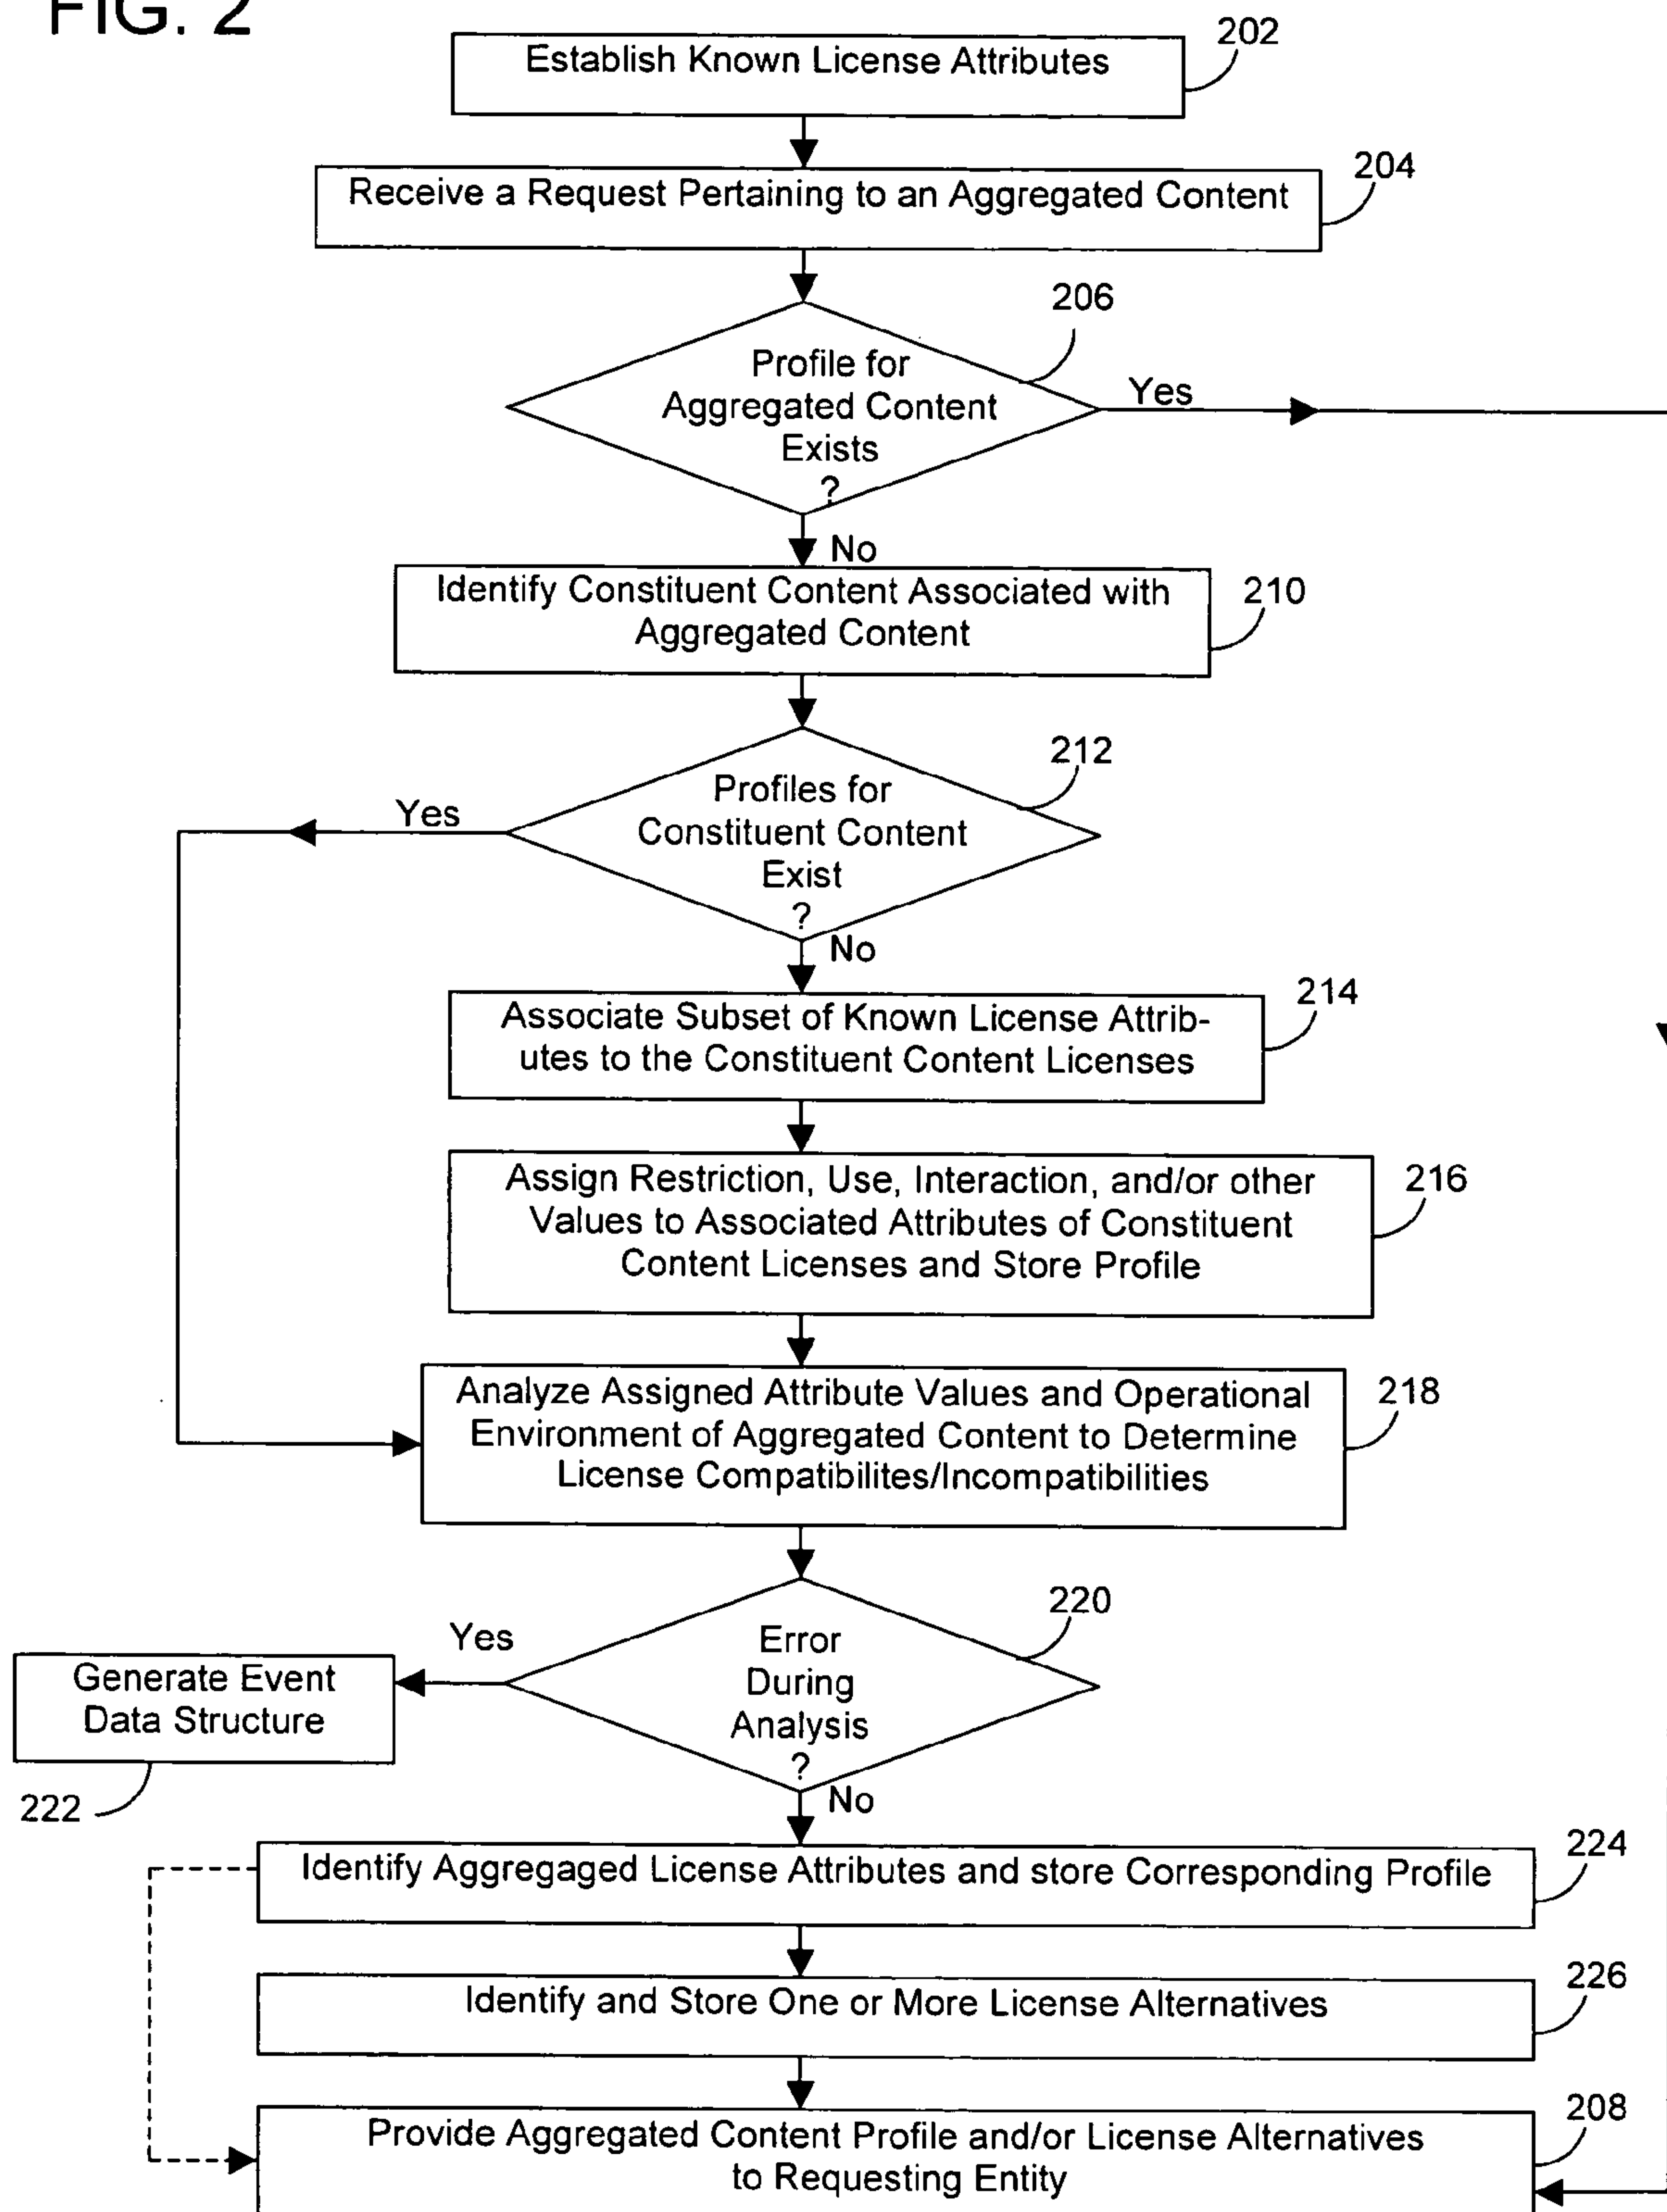 FIG. 2
202
Establish Known License Attributes
204
Receive a Request Pertaining to an Aggregated Content
206
Profile for
Aggregated Content
Exists
?
Yes
No
Identify Constituent Content Associated with
Aggregated Content
210
212
Profiles for
Constituent Content
Exist
?
Yes
No
Associate Subset of Known License Attrib-
utes to the Constituent Content Licenses
214
Assign Restriction, Use, Interaction, and/or other
Values to Associated Attributes of Constituent
Content Licenses and Store Profile
216
Analyze Assigned Attribute Values and Operational
Environment of Aggregated Content to Determine
License Compatibilites/Incompatibilities
218
220
Error
During
Analysis
?
Yes
Generate Event
Data Structure
222
No
Identify Aggregaged License Attributes and store Corresponding Profile
224
Identify and Store One or More License Alternatives
226
Provide Aggregated Content Profile and/or License Alternatives
to Requesting Entity
208